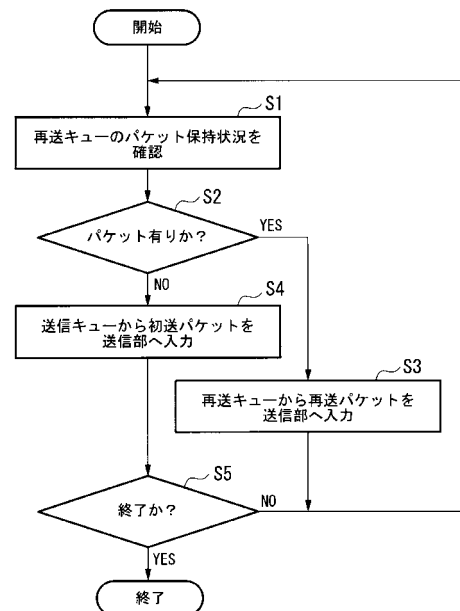 開始
S1
再送キューのパケット保持状況を
確認
S2
パケット有りか？
YES
NO
S4
送信キューから初送パケットを
送信部へ入力
S3
再送キューから再送パケットを
送信部へ入力
S5
終了か？
NO
YES
終了